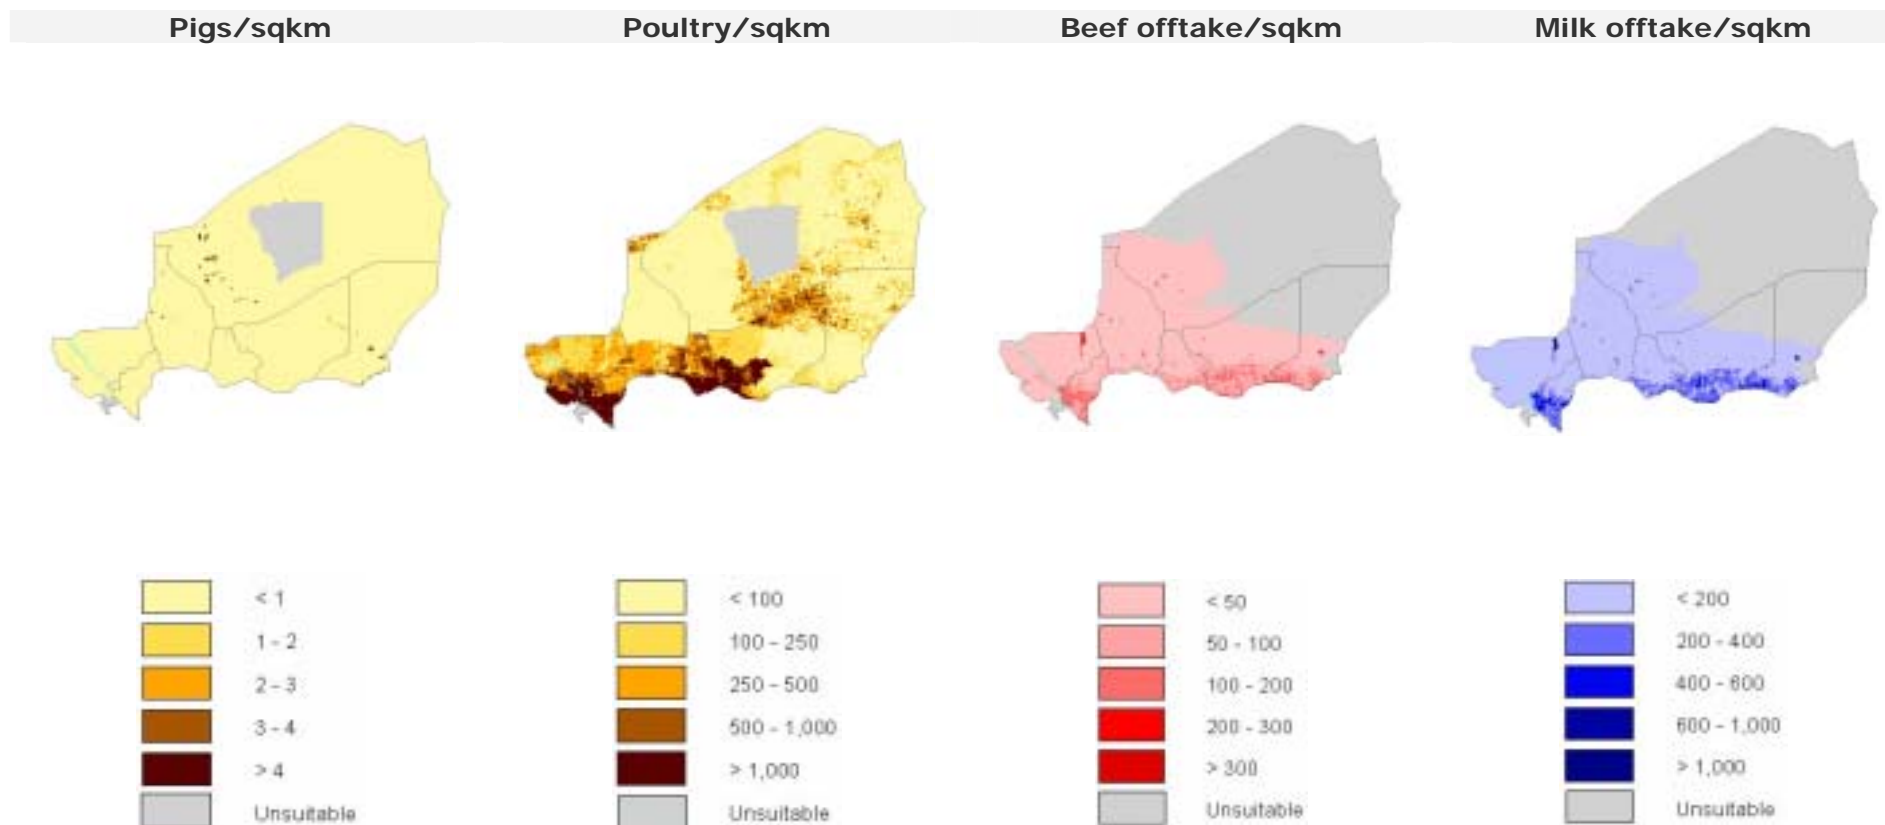 Pigs/sqkm Poultry/sqkm Beef offtake/sqkm Milk offtake/sqkm
< 1
1 - 2
2 - 3
3 - 4
> 4
Unsuitable
< 100
100 - 250
250 - 500
500 - 1,000
> 1,000
Unsuitable
< 50
50 - 100
100 - 200
200 - 300
> 300
Unsuitable
< 200
200 - 400
400 - 600
600 - 1,000
> 1,000
Unsuitable